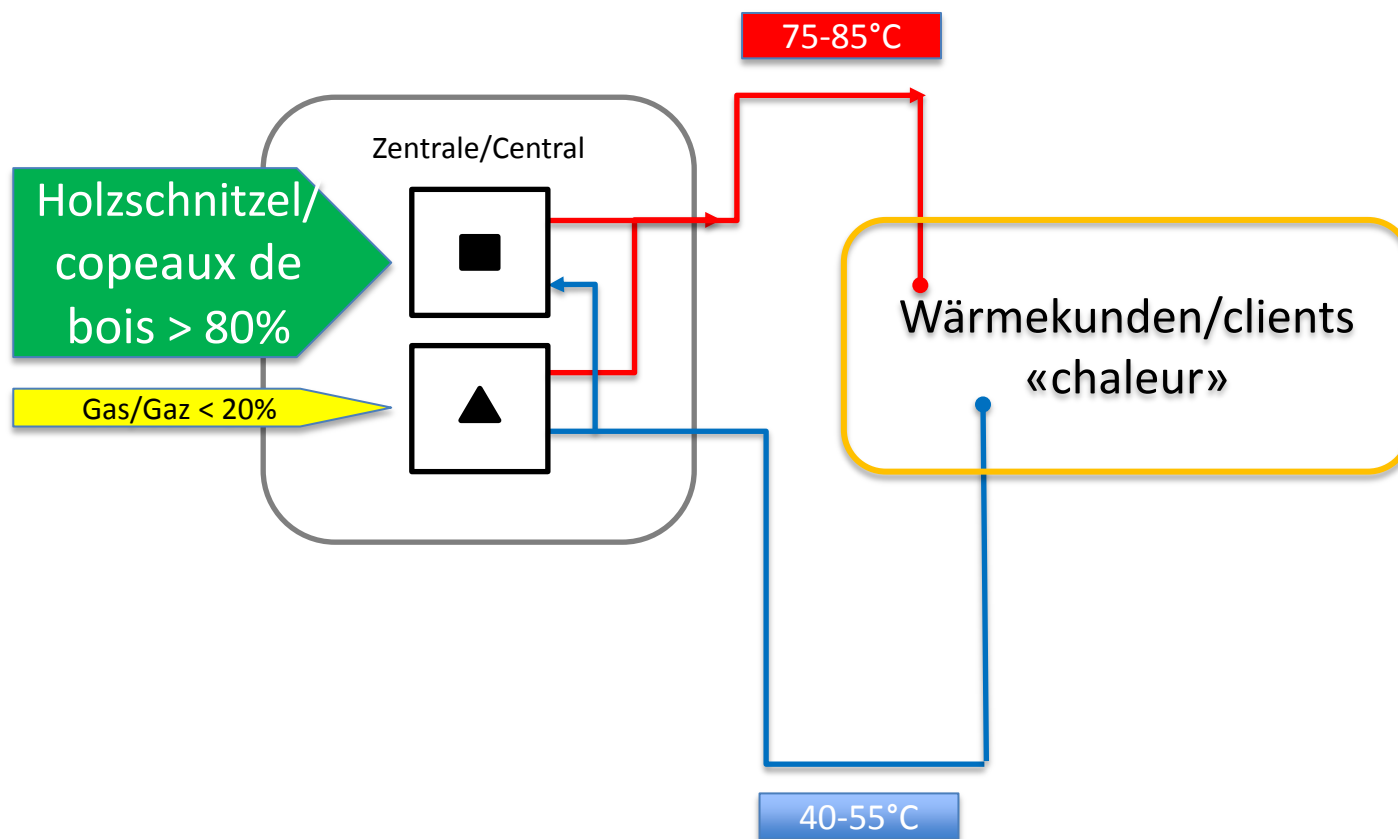 75-85°C
Zentrale/Central
Holzschnitzel/
copeaux de
bois > 80%
Gas/Gaz < 20%
Wärmekunden/clients
«chaleur»
40-55°C